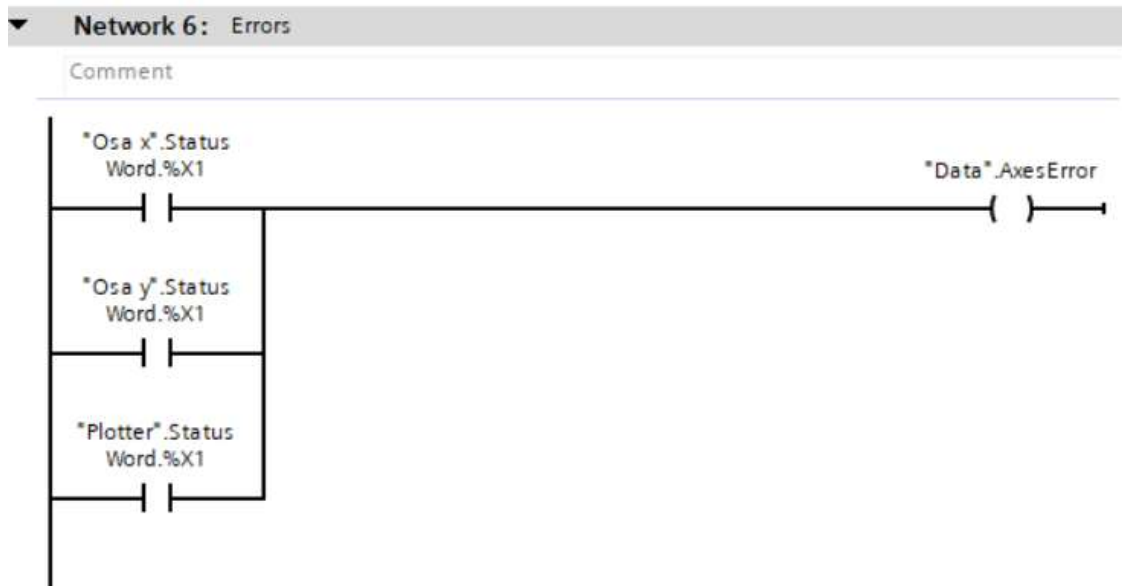 Network 6: Errors
Comment
"Osa x".Status
Word.%X1
"Data".AxesError
"Osa y".Status
Word.%X1
"Plotter".Status
Word.%X1